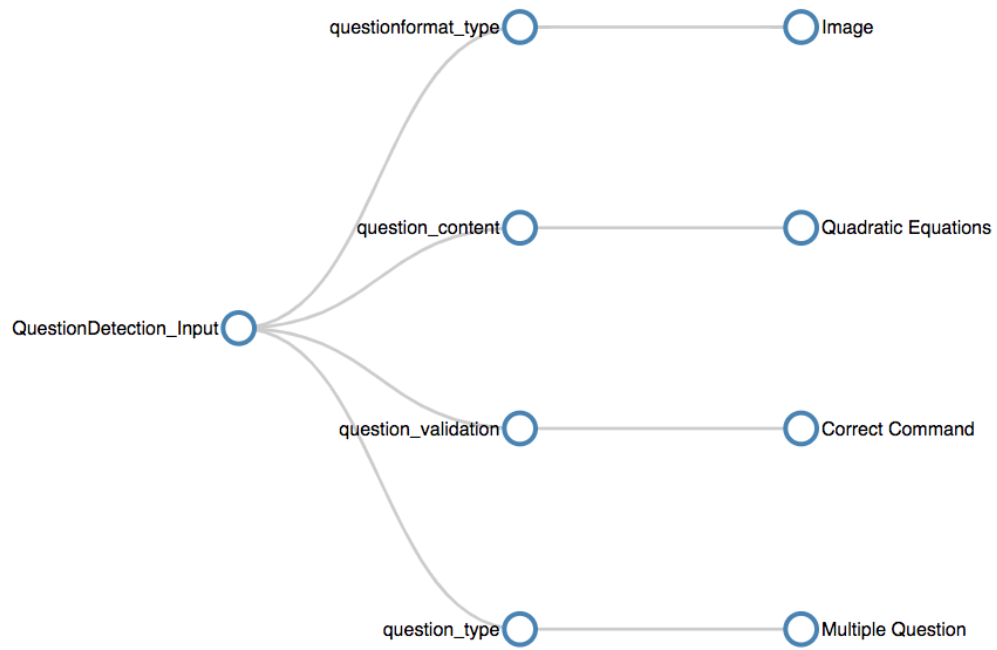 questionformat_type
Image
question_content
Quadratic Equations
QuestionDetection_Input
question_validation
Correct Command
question_type
Multiple Question